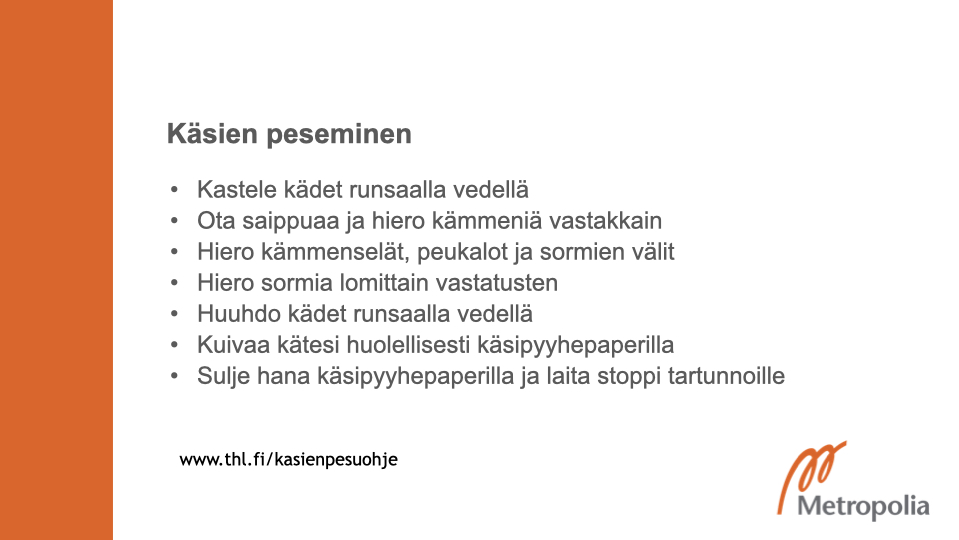 Käsien peseminen
• Kastele kädet runsaalla vedellä
• Ota saippuaa ja hiero kämmeniä vastakkain
• Hiero kämmenselät, peukalot ja sormien välit
• Hiero sormia lomittain vastatusten
• Huuhdo kädet runsaalla vedellä
• Kuivaa kätesi huolellisesti käsipyyhepaperilla
• Sulje hana käsipyyhepaperilla ja laita stoppi tartunnoille
www.thl.fi/kasienpesuohje
Metropolia